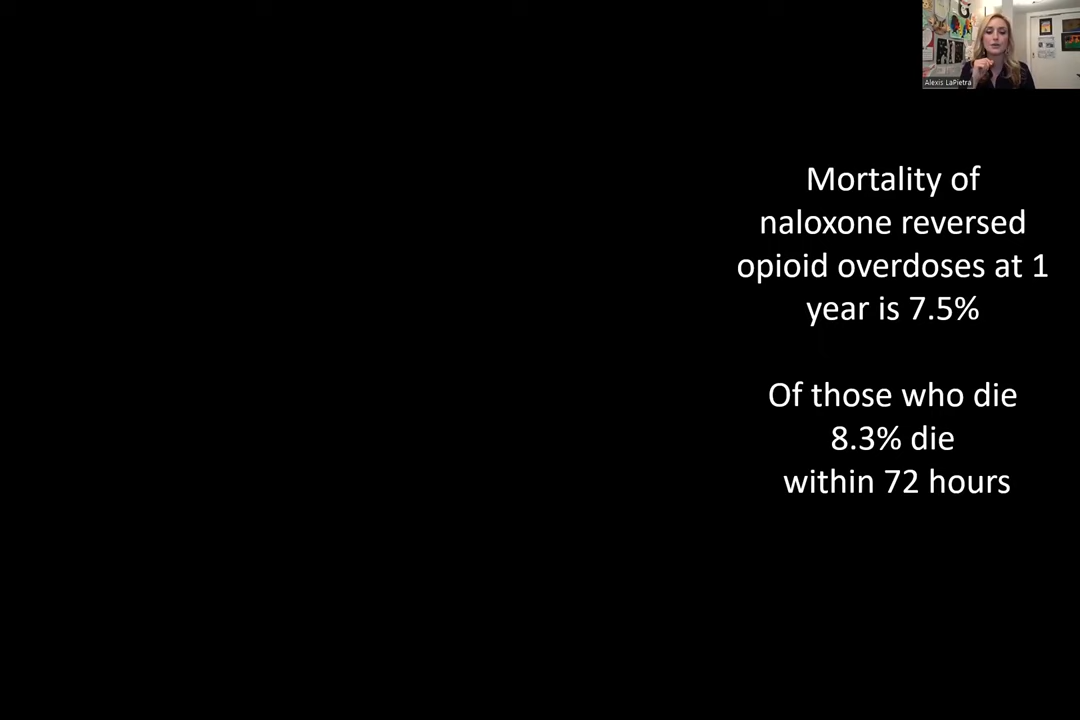 Alexis LaPietra
Mortality of
naloxone reversed
opioid overdoses at 1
year is 7.5%
Of those who die
8.3% die
within 72 hours